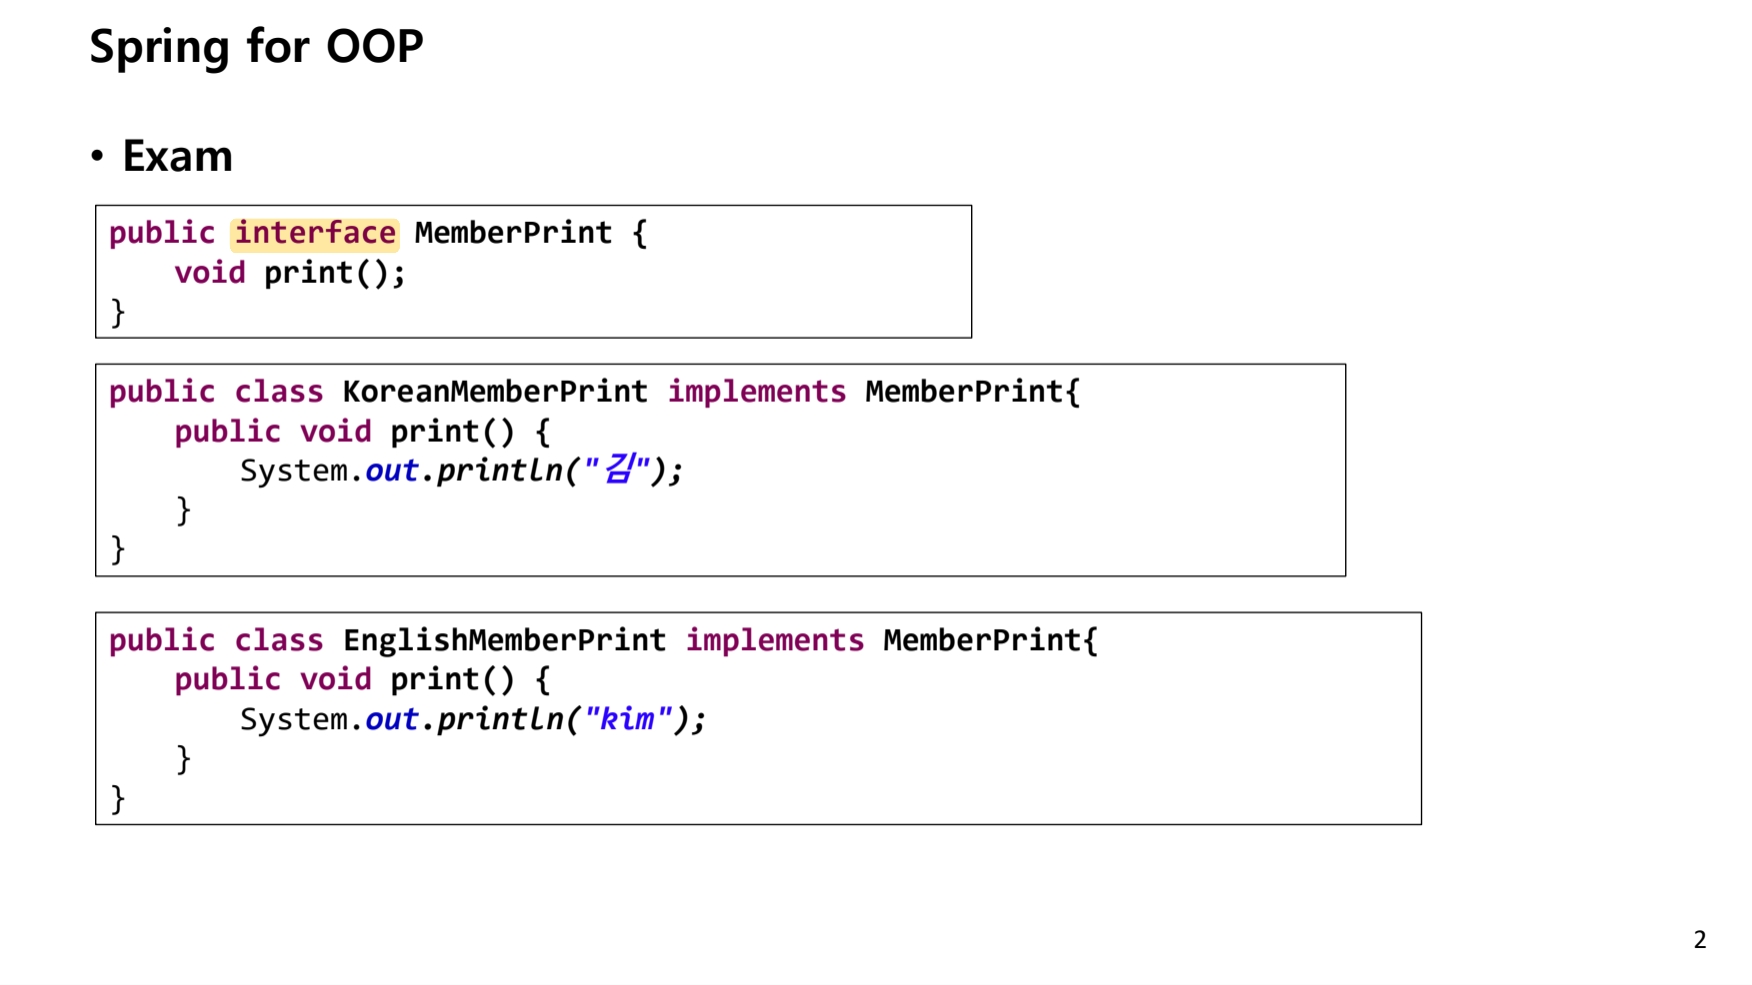 Spring for OOP
• Exam
public interface MemberPrint {
    void print();
}
public class KoreanMemberPrint implements MemberPrint{
    public void print() {
        System.out.println("김");
    }
}
public class EnglishMemberPrint implements MemberPrint{
    public void print() {
        System.out.println("kim");
    }
}
2